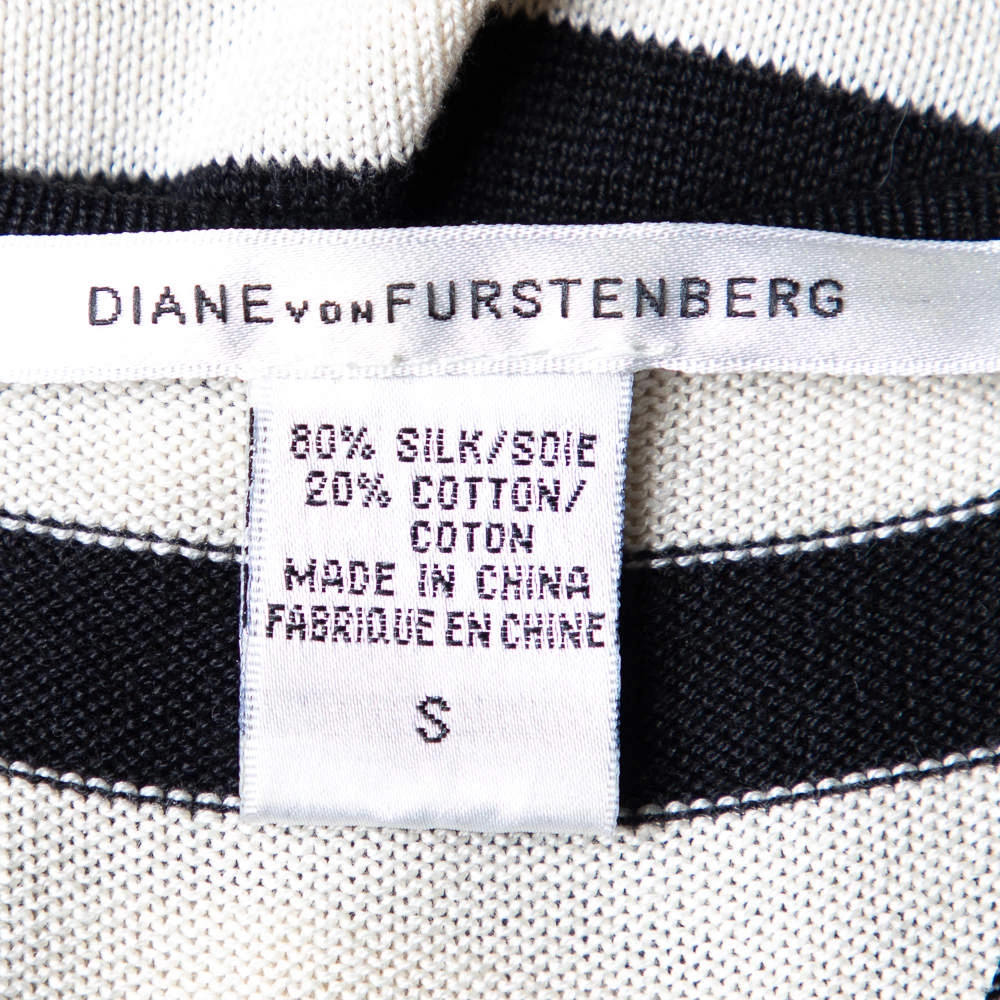 DIANE VON FURSTENBERG
80% SILK/SOIE
20% COTTON/
COTON
MADE IN CHINA
FABRIQUE EN CHINE
S